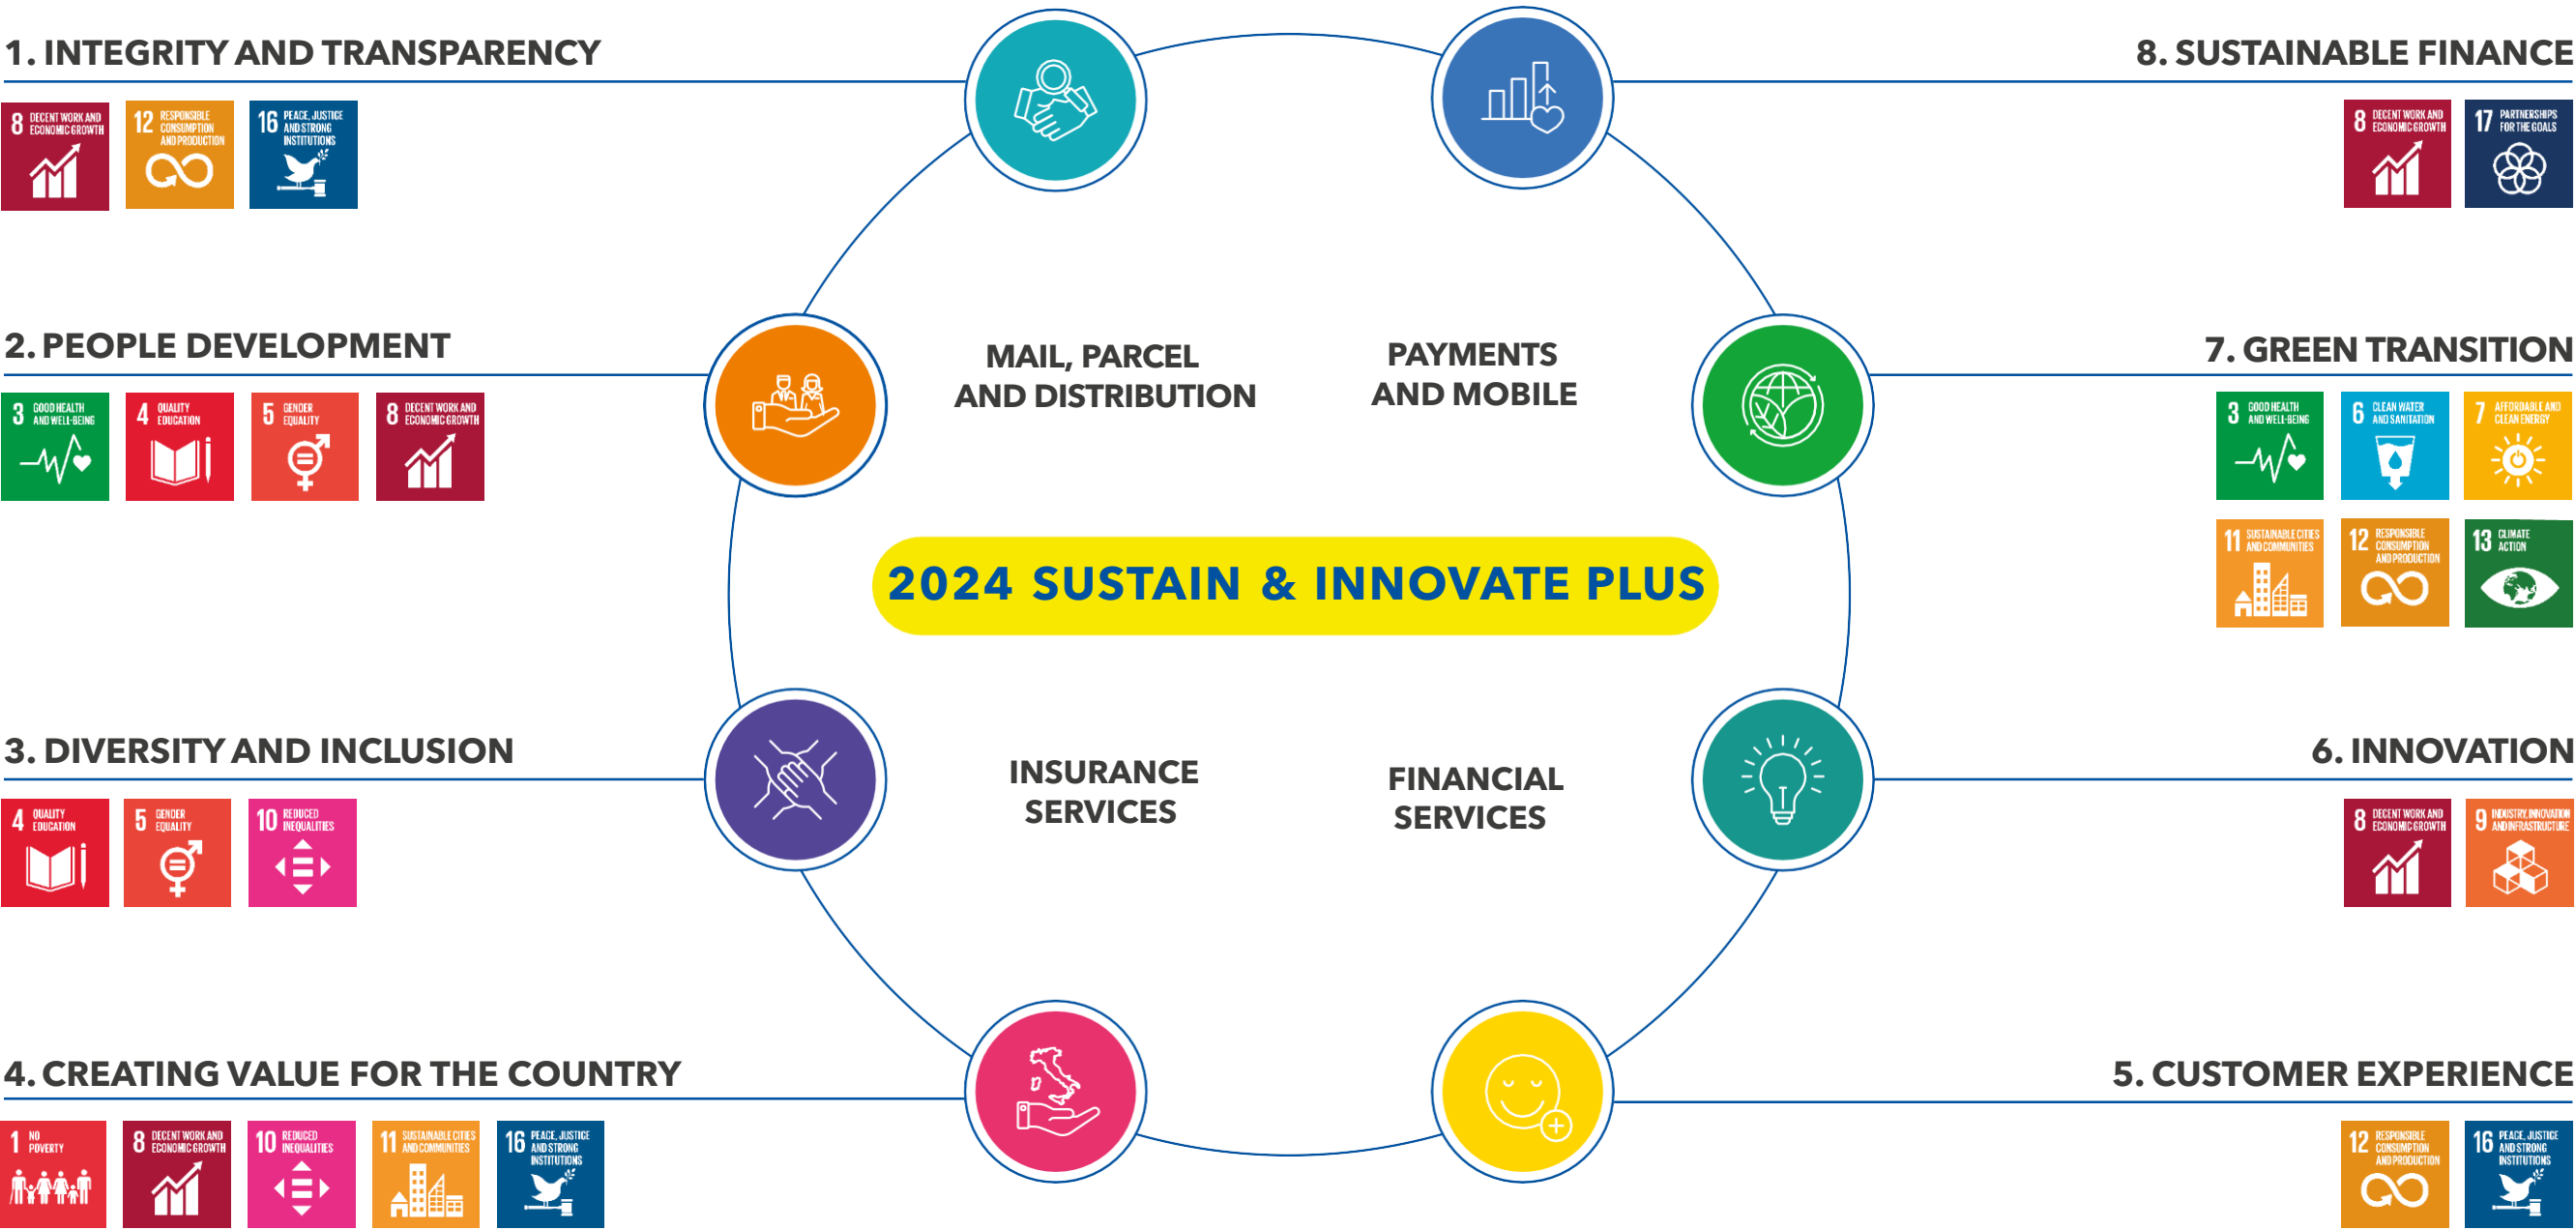 1. INTEGRITY AND TRANSPARENCY
8 DECENT WORK AND
ECONOMIC GROWTH
12 RESPONSIBLE
CONSUMPTION
AND PRODUCTION
16 PEACE, JUSTICE
AND STRONG
INSTITUTIONS
8. SUSTAINABLE FINANCE
8 DECENT WORK AND
ECONOMIC GROWTH
17 PARTNERSHIPS
FOR THE GOALS
2. PEOPLE DEVELOPMENT
3 GOOD HEALTH
AND WELL-BEING
4 QUALITY
EDUCATION
5 GENDER
EQUALITY
8 DECENT WORK AND
ECONOMIC GROWTH
MAIL, PARCEL
AND DISTRIBUTION
PAYMENTS
AND MOBILE
7. GREEN TRANSITION
3 GOOD HEALTH
AND WELL-BEING
6 CLEAN WATER
AND SANITATION
7 AFFORDABLE AND
CLEAN ENERGY
11 SUSTAINABLE CITIES
AND COMMUNITIES
12 RESPONSIBLE
CONSUMPTION
AND PRODUCTION
13 CLIMATE
ACTION
2024 SUSTAIN & INNOVATE PLUS
3. DIVERSITY AND INCLUSION
4 QUALITY
EDUCATION
5 GENDER
EQUALITY
10 REDUCED
INEQUALITIES
INSURANCE
SERVICES
FINANCIAL
SERVICES
6. INNOVATION
8 DECENT WORK AND
ECONOMIC GROWTH
9 INDUSTRY, INNOVATION
AND INFRASTRUCTURE
4. CREATING VALUE FOR THE COUNTRY
1 NO
POVERTY
8 DECENT WORK AND
ECONOMIC GROWTH
10 REDUCED
INEQUALITIES
11 SUSTAINABLE CITIES
AND COMMUNITIES
16 PEACE, JUSTICE
AND STRONG
INSTITUTIONS
5. CUSTOMER EXPERIENCE
12 RESPONSIBLE
CONSUMPTION
AND PRODUCTION
16 PEACE, JUSTICE
AND STRONG
INSTITUTIONS